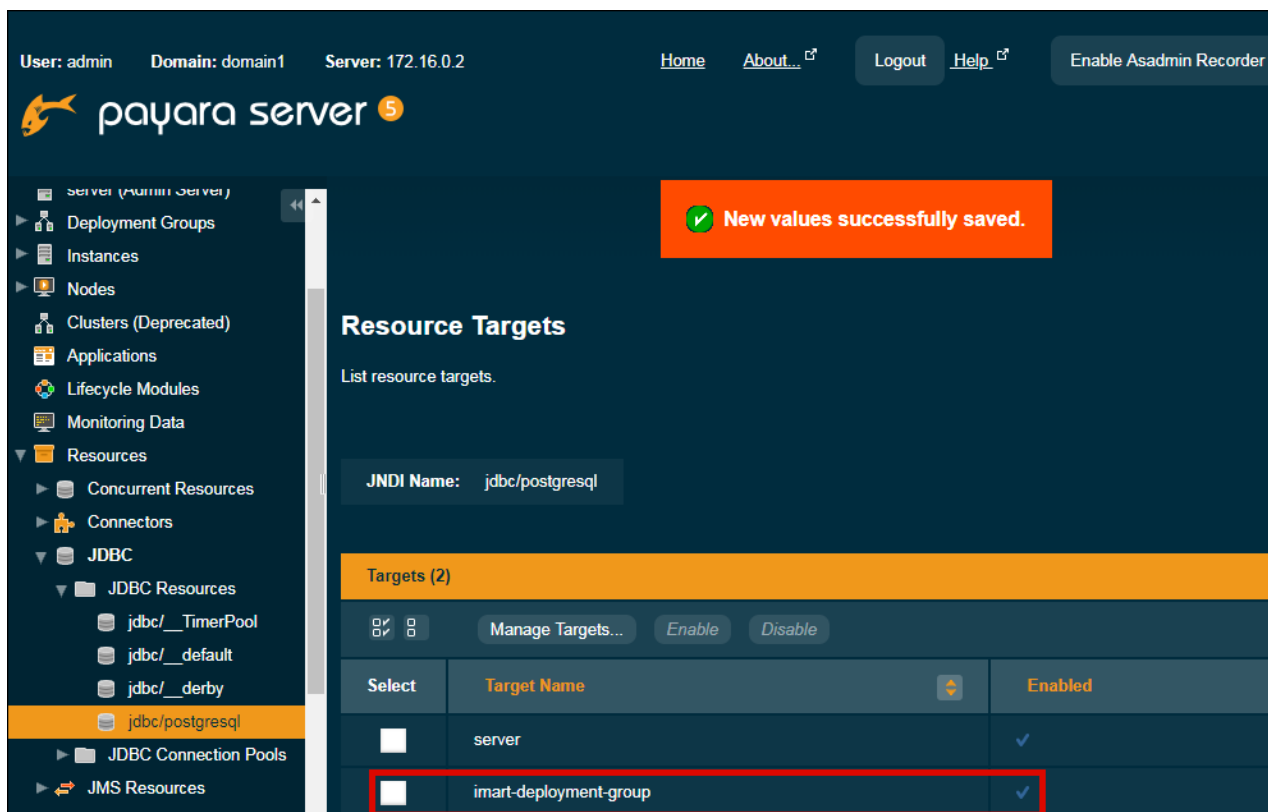 User: admin Domain: domain1 Server: 172.16.0.2 Home About... Logout Help Enable Asadmin Recorder
payara server 5
server (Admin Server)
Deployment Groups
Instances
Nodes
Clusters (Deprecated)
Applications
Lifecycle Modules
Monitoring Data
Resources
Concurrent Resources
Connectors
JDBC
JDBC Resources
jdbc/__TimerPool
jdbc/__default
jdbc/__derby
jdbc/postgresql
JDBC Connection Pools
JMS Resources
New values successfully saved.
Resource Targets
List resource targets.
JNDI Name: jdbc/postgresql
Targets (2)
Manage Targets... Enable Disable
Select Target Name Enabled
server
imart-deployment-group